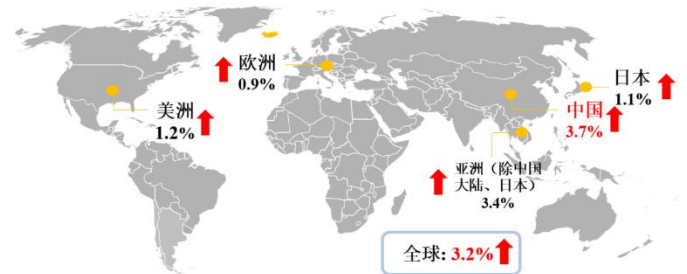 欧洲
0.9%
日本
1.1%
美洲
1.2%
中国
3.7%
亚洲（除中国
大陆、日本）
3.4%
全球: 3.2%